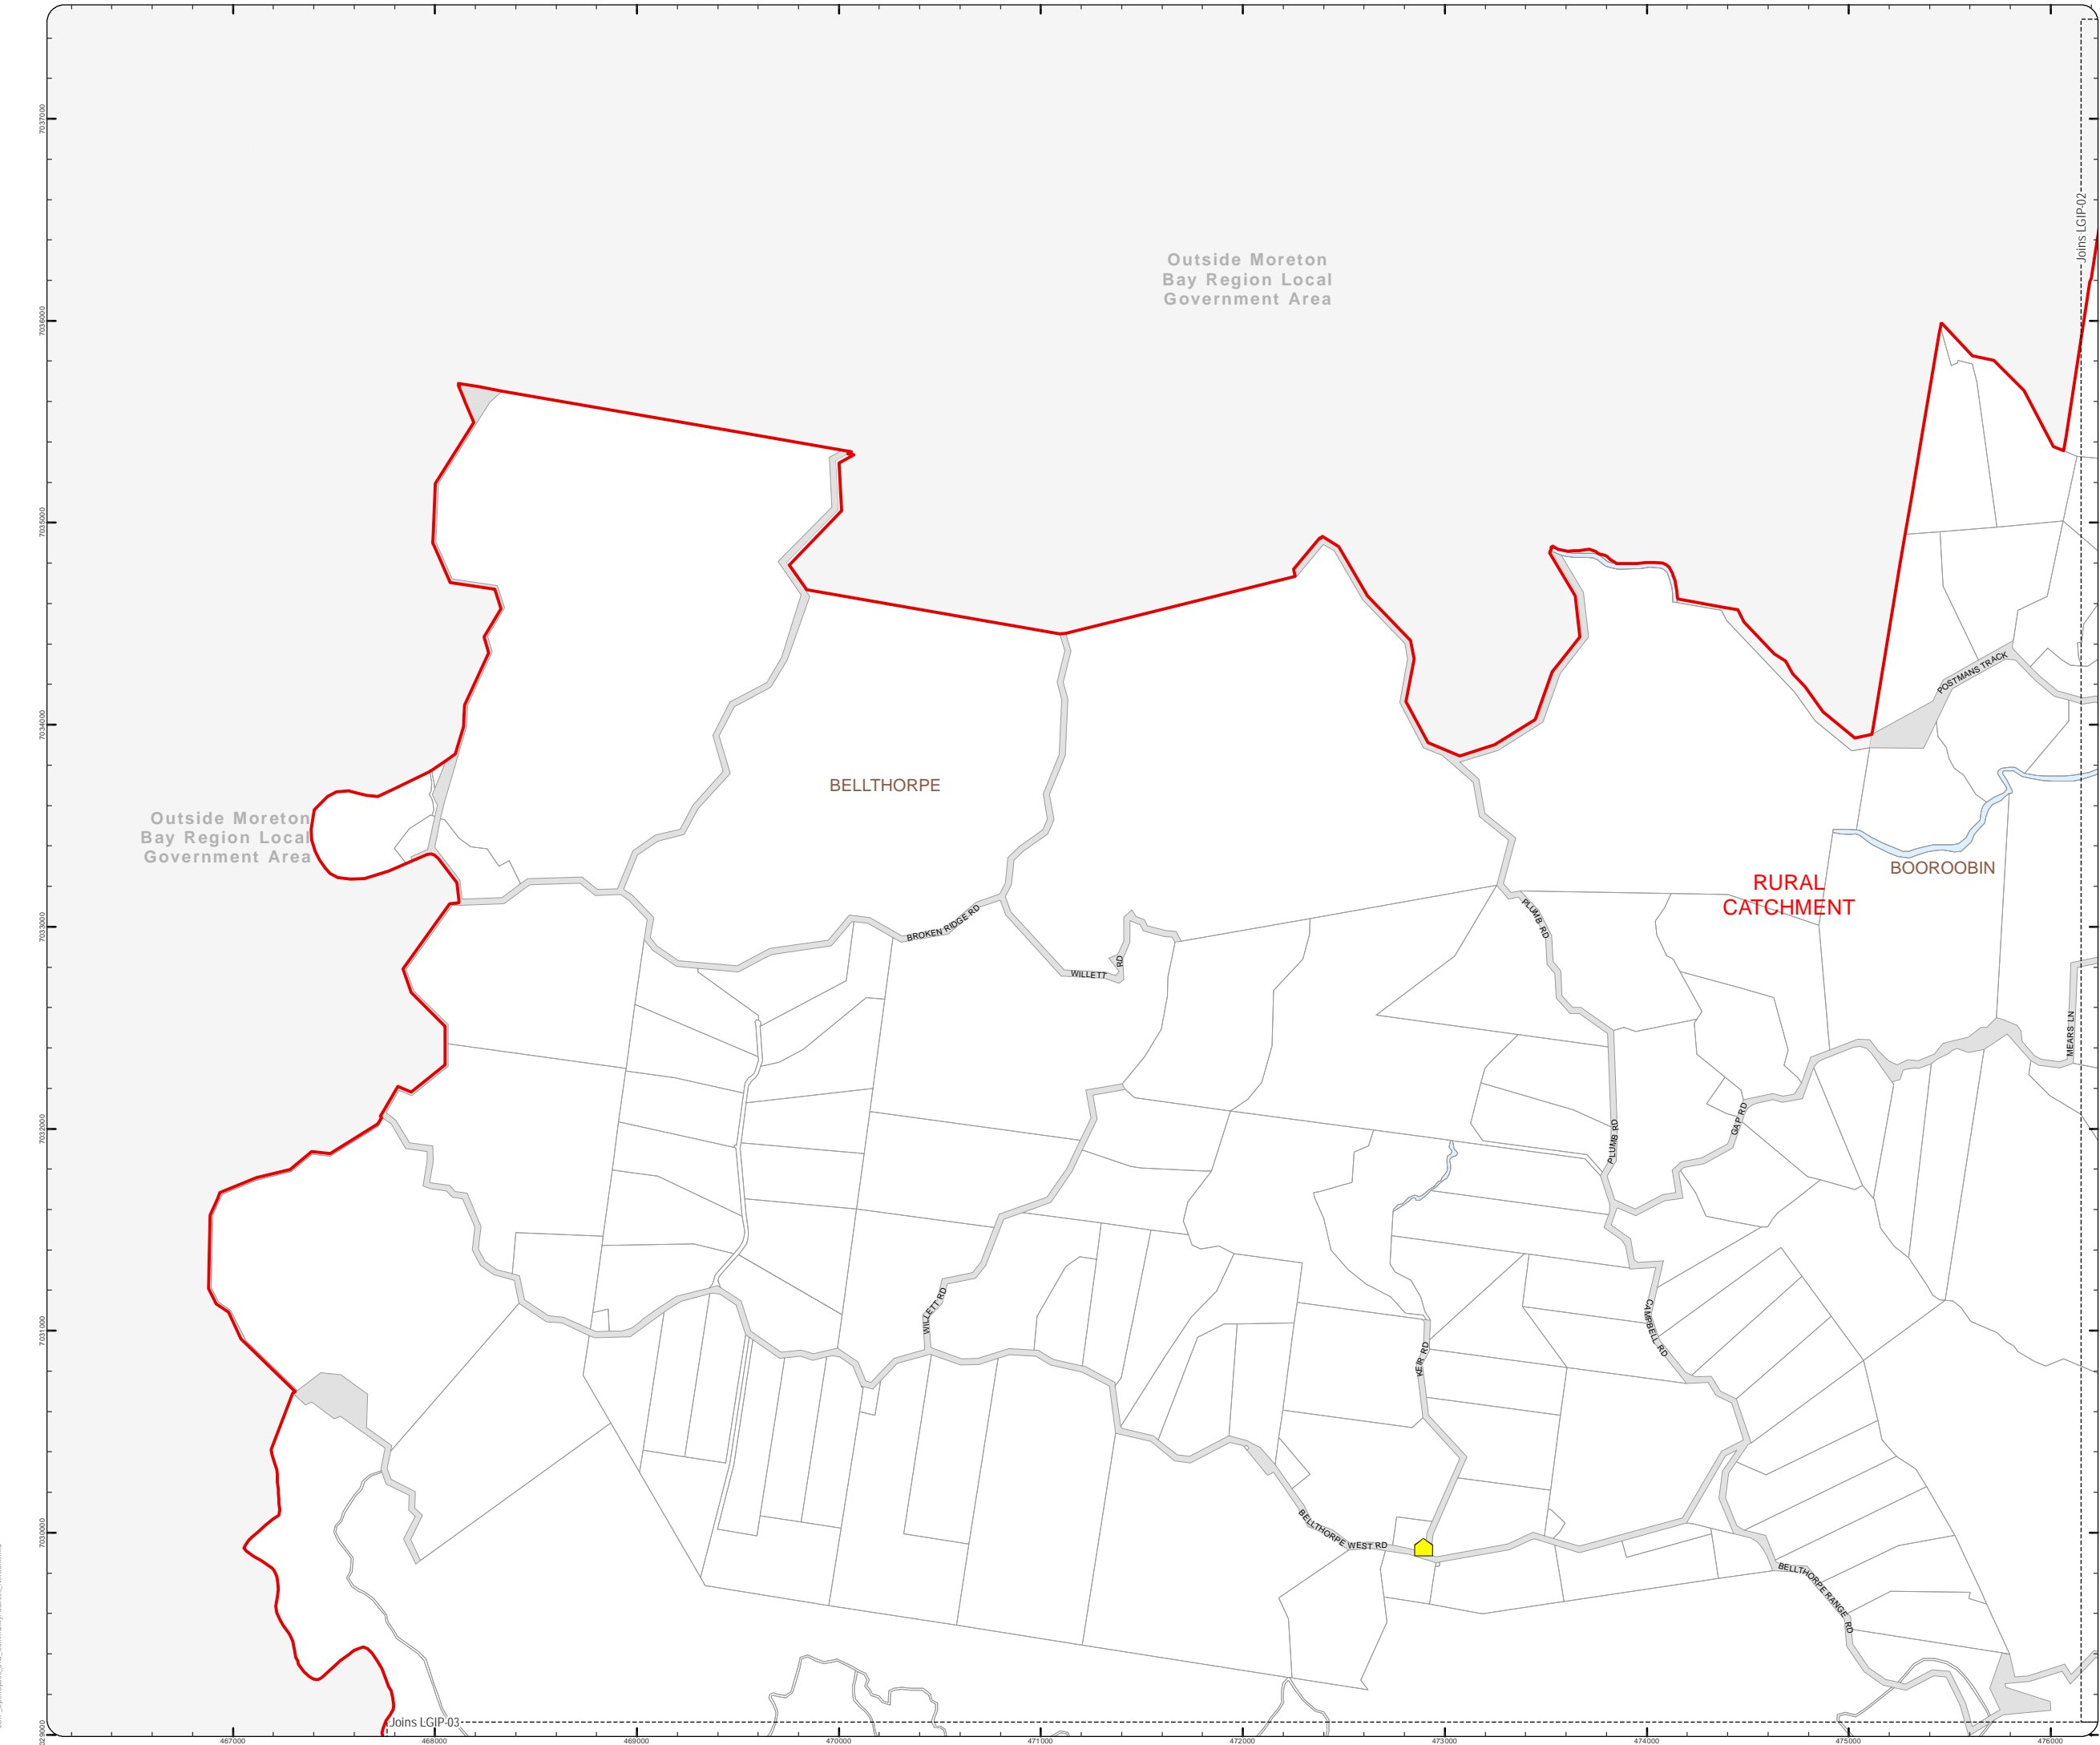 7037000
Joins LGIP-02
Outside Moreton
Bay Region Local
Government Area
7036000
7035000
POSTMANS TRACK
7034000
BELLTHORPE
Outside Moreton
Bay Region Local
Government Area
BOOROOBIN
RURAL
CATCHMENT
7033000
BROKEN RIDGE RD
PLUMB RD
WILLETT RD
MEARS LN
7032000
GAP RD
PLUMB RD
WILLETT RD
CAMPBELL RD
7031000
KEIR RD
7030000
BELLTHORPE WEST RD
BELLTHORPE RANGE RD
Joins LGIP-03
467000
468000
469000
470000
471000
472000
473000
474000
475000
476000